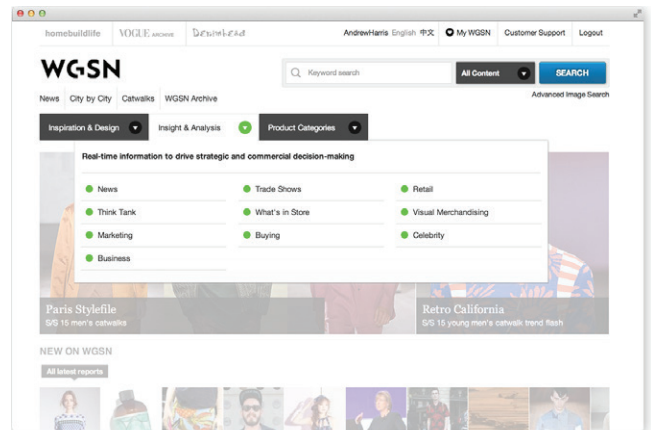 homebuildlife VOGUE ARCHIVE AndrewHarris English 中文 My WGSN Customer Support Logout
WGSN
Keyword search All Content SEARCH
Advanced Image Search
News City by City Catwalks WGSN Archive
Inspiration & Design Insight & Analysis Product Categories
Real-time information to drive strategic and commercial decision-making
News Trade Shows Retail
Think Tank What's in Store Visual Merchandising
Marketing Buying Celebrity
Business
Paris Stylefile Retro California
S/S 15 men's catwalks S/S 15 young men's catwalk trend flash
NEW ON WGSN
All latest reports